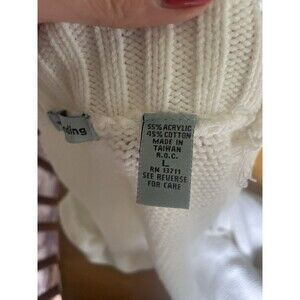 55% ACRYLIC
45% COTTON
MADE IN
TAIWAN
R.O.C.
L
RN 13711
SEE REVERSE
FOR CARE